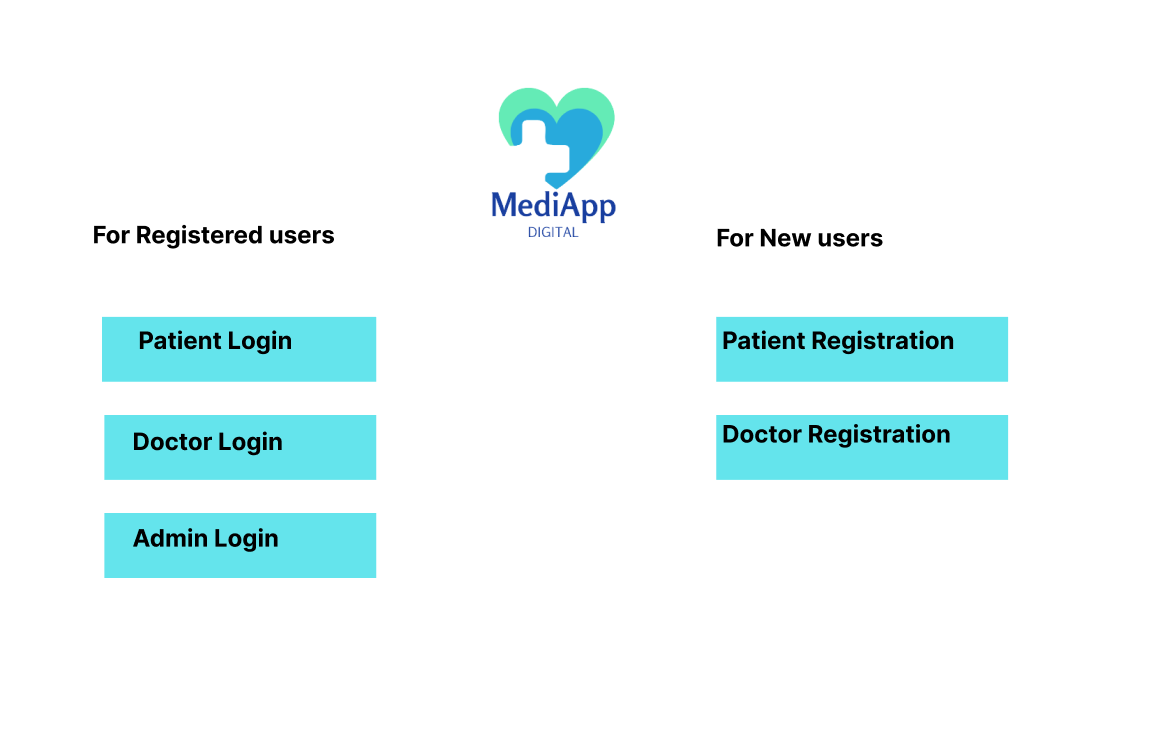 MediApp
DIGITAL
For Registered users
Patient Login
Doctor Login
Admin Login
For New users
Patient Registration
Doctor Registration